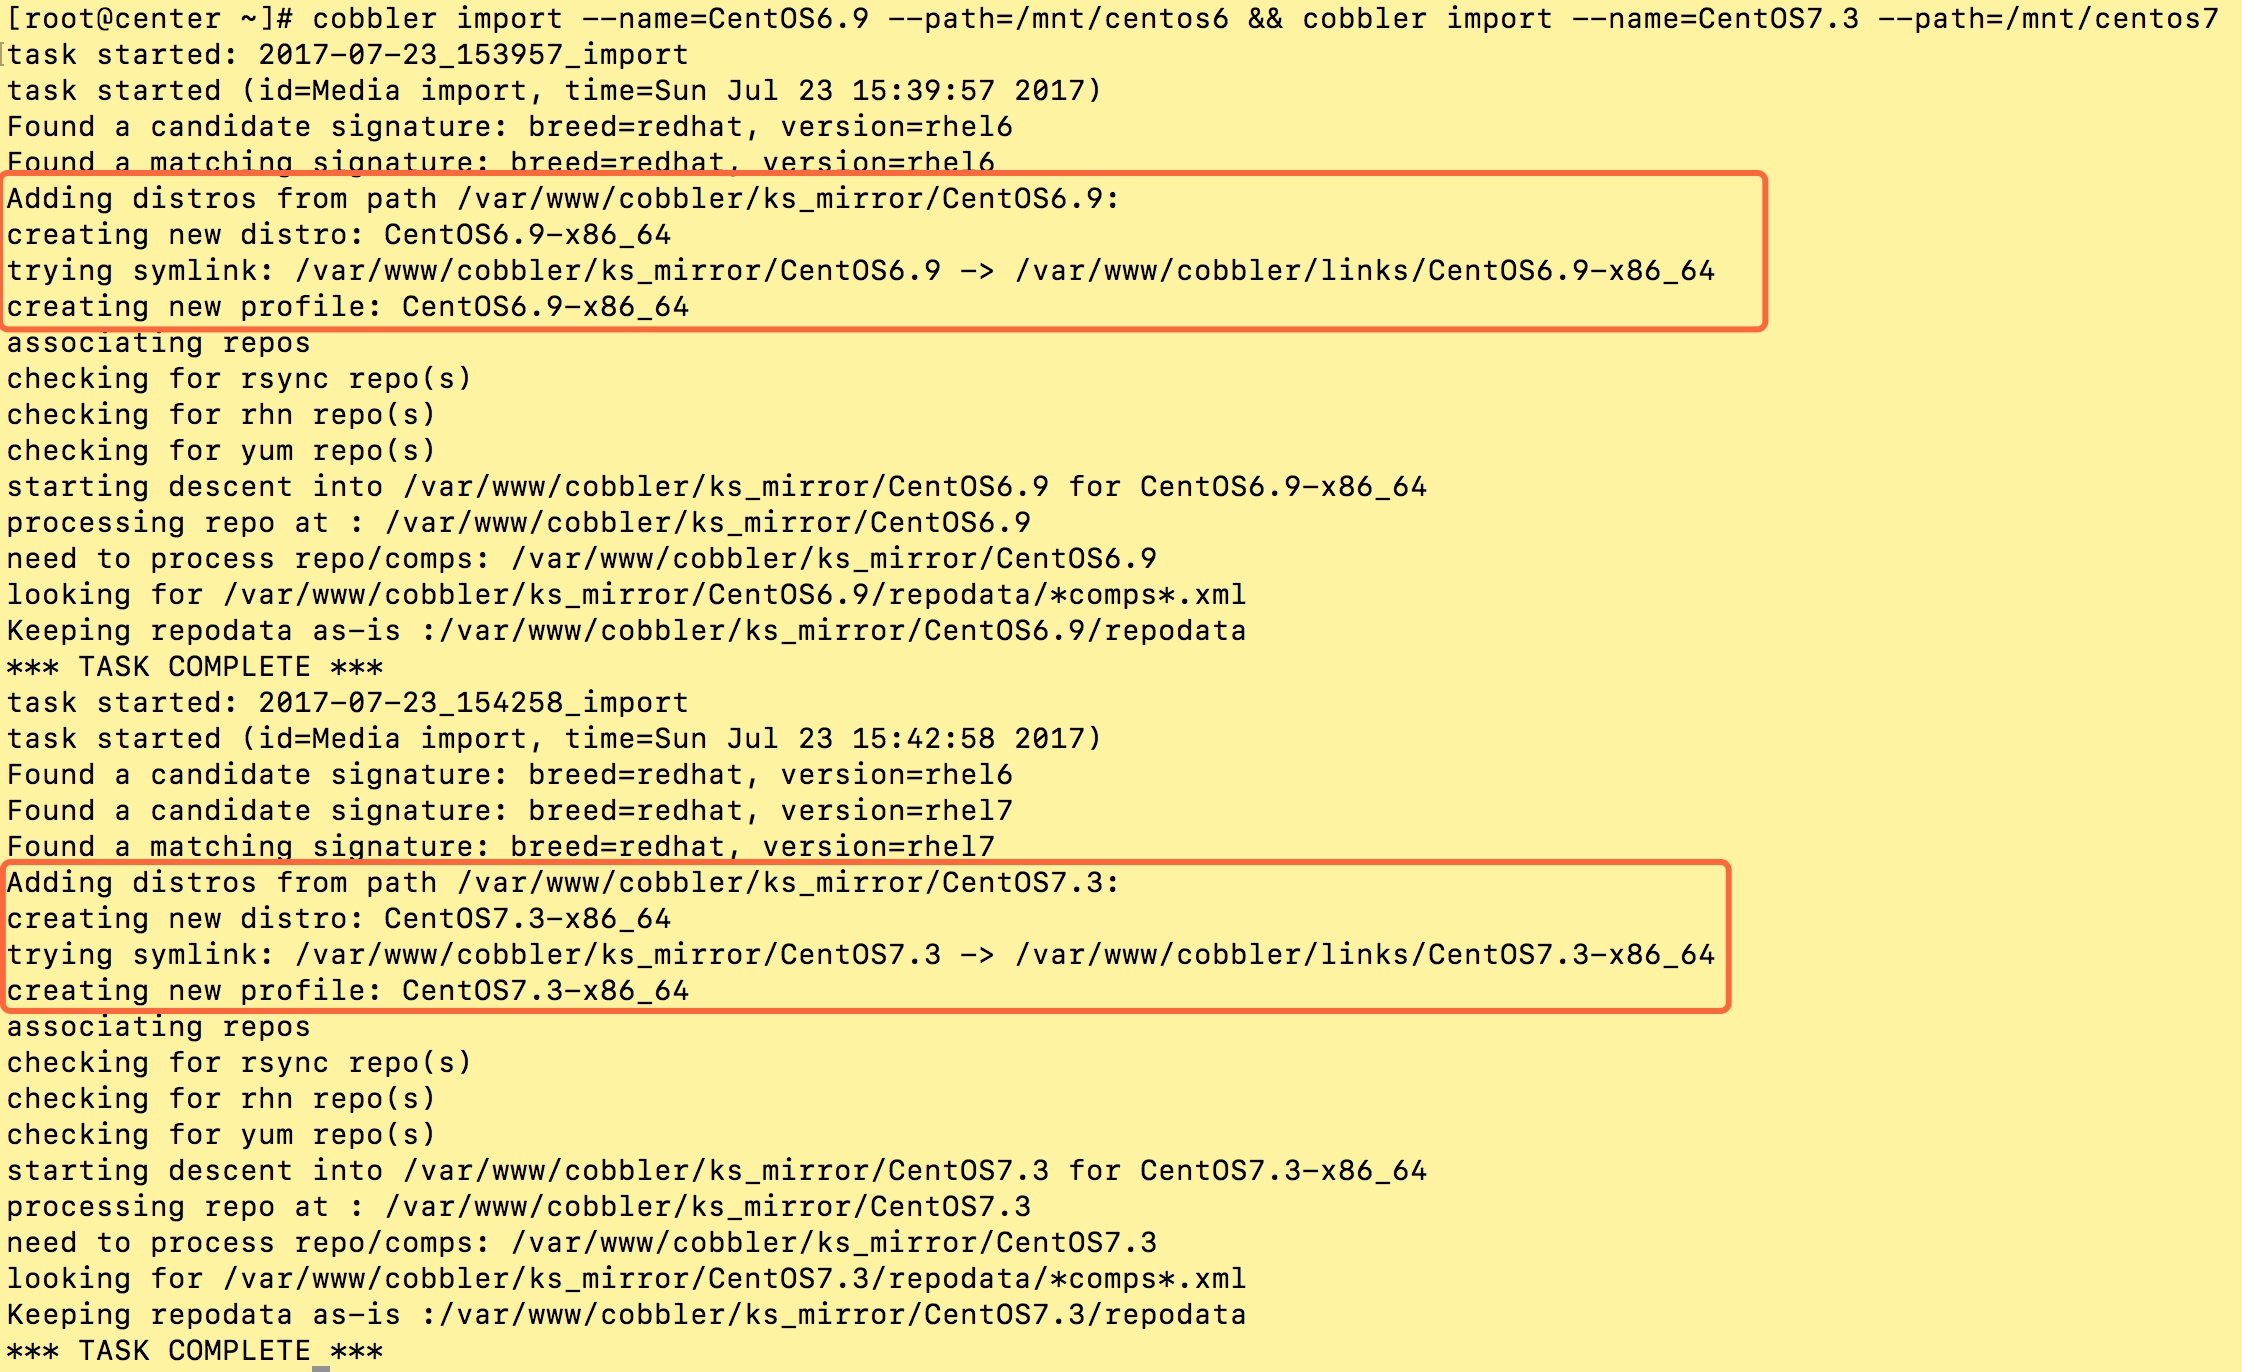 [root@center ~]# cobbler import --name=CentOS6.9 --path=/mnt/centos6 && cobbler import --name=CentOS7.3 --path=/mnt/centos7
task started: 2017-07-23_153957_import
task started (id=Media import, time=Sun Jul 23 15:39:57 2017)
Found a candidate signature: breed=redhat, version=rhel6
Found a matching signature: breed=redhat, version=rhel6
Adding distros from path /var/www/cobbler/ks_mirror/CentOS6.9:
creating new distro: CentOS6.9-x86_64
trying symlink: /var/www/cobbler/ks_mirror/CentOS6.9 -> /var/www/cobbler/links/CentOS6.9-x86_64
creating new profile: CentOS6.9-x86_64
associating repos
checking for rsync repo(s)
checking for rhn repo(s)
checking for yum repo(s)
starting descent into /var/www/cobbler/ks_mirror/CentOS6.9 for CentOS6.9-x86_64
processing repo at : /var/www/cobbler/ks_mirror/CentOS6.9
need to process repo/comps: /var/www/cobbler/ks_mirror/CentOS6.9
looking for /var/www/cobbler/ks_mirror/CentOS6.9/repodata/*comps*.xml
Keeping repodata as-is :/var/www/cobbler/ks_mirror/CentOS6.9/repodata
*** TASK COMPLETE ***
task started: 2017-07-23_154258_import
task started (id=Media import, time=Sun Jul 23 15:42:58 2017)
Found a candidate signature: breed=redhat, version=rhel6
Found a candidate signature: breed=redhat, version=rhel7
Found a matching signature: breed=redhat, version=rhel7
Adding distros from path /var/www/cobbler/ks_mirror/CentOS7.3:
creating new distro: CentOS7.3-x86_64
trying symlink: /var/www/cobbler/ks_mirror/CentOS7.3 -> /var/www/cobbler/links/CentOS7.3-x86_64
creating new profile: CentOS7.3-x86_64
associating repos
checking for rsync repo(s)
checking for rhn repo(s)
checking for yum repo(s)
starting descent into /var/www/cobbler/ks_mirror/CentOS7.3 for CentOS7.3-x86_64
processing repo at : /var/www/cobbler/ks_mirror/CentOS7.3
need to process repo/comps: /var/www/cobbler/ks_mirror/CentOS7.3
looking for /var/www/cobbler/ks_mirror/CentOS7.3/repodata/*comps*.xml
Keeping repodata as-is :/var/www/cobbler/ks_mirror/CentOS7.3/repodata
*** TASK COMPLETE ***